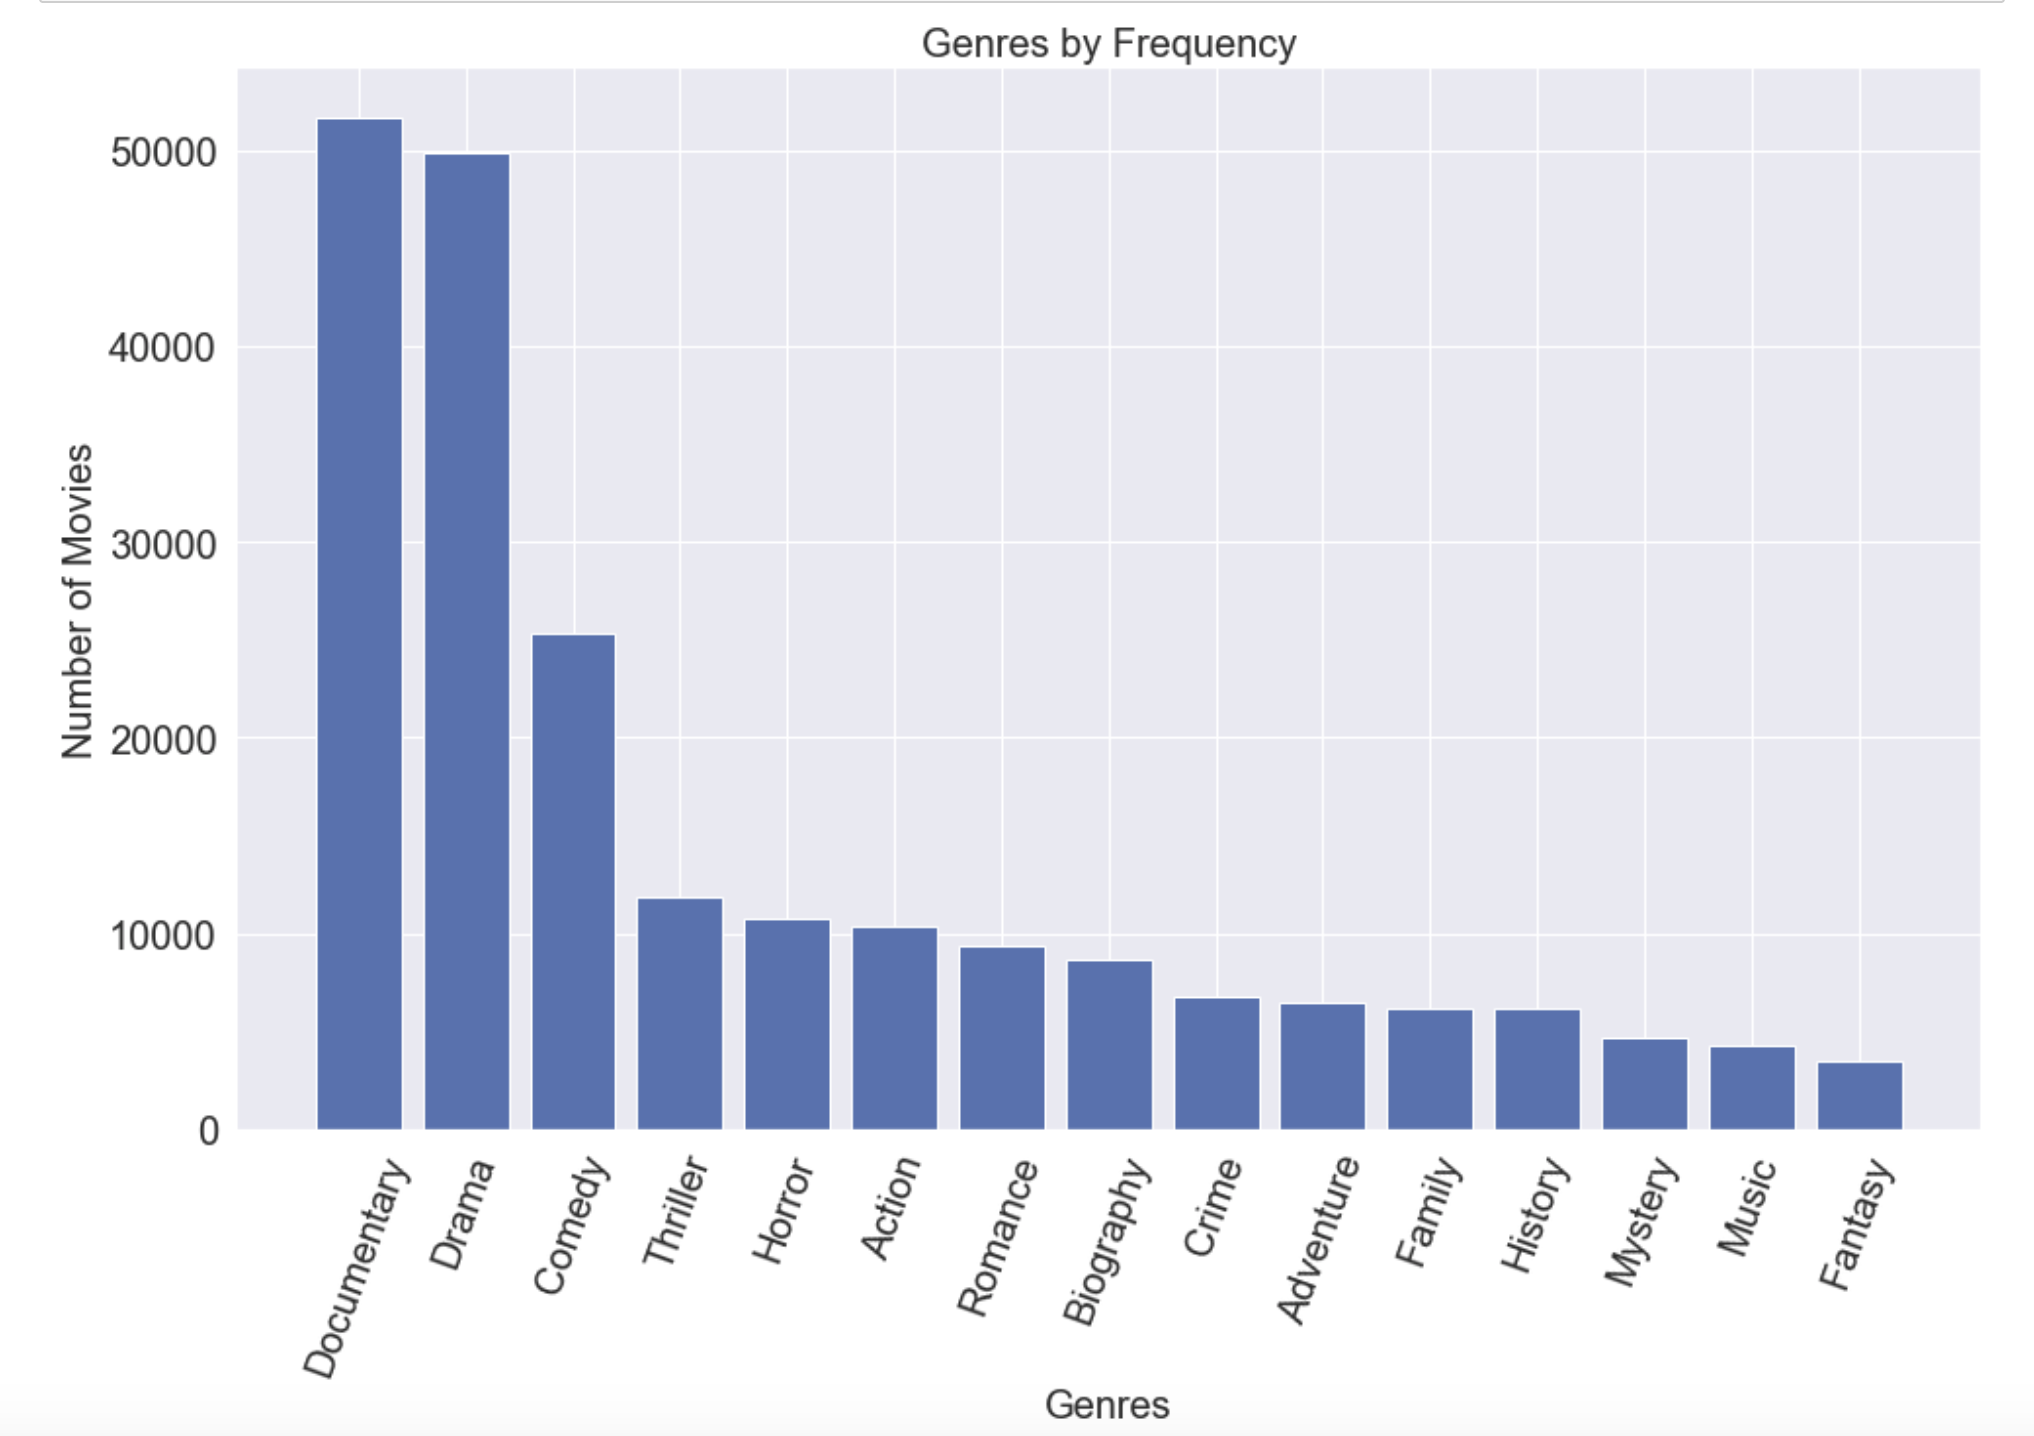 Genres by Frequency
50000
40000
30000
20000
10000
0
Number of Movies
Documentary
Drama
Comedy
Thriller
Horror
Action
Romance
Biography
Crime
Adventure
Family
History
Mystery
Music
Fantasy
Genres